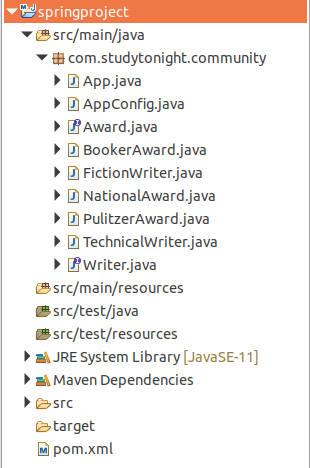 springproject
src/main/java
com.studytonight.community
App.java
AppConfig.java
Award.java
BookerAward.java
FictionWriter.java
NationalAward.java
PulitzerAward.java
TechnicalWriter.java
Writer.java
src/main/resources
src/test/java
src/test/resources
JRE System Library [JavaSE-11]
Maven Dependencies
src
target
pom.xml